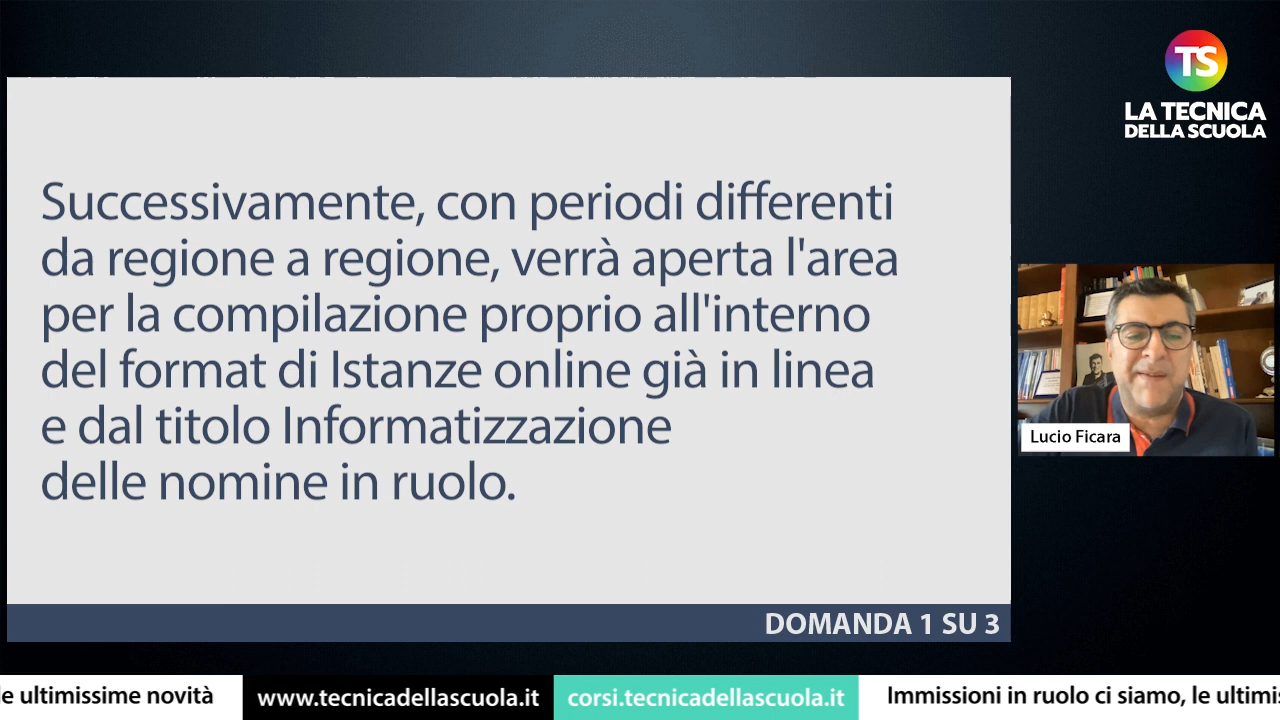 TS
LA TECNICA
DELLA SCUOLA
Successivamente, con periodi differenti
da regione a regione, verrà aperta l'area
per la compilazione proprio all'interno
del format di Istanze online già in linea
e dal titolo Informatizzazione
delle nomine in ruolo.
Lucio Ficara
DOMANDA 1 SU 3
le ultimissime novità
www.tecnicadellascuola.it
corsi.tecnicadellascuola.it
Immissioni in ruolo ci siamo, le ultimis